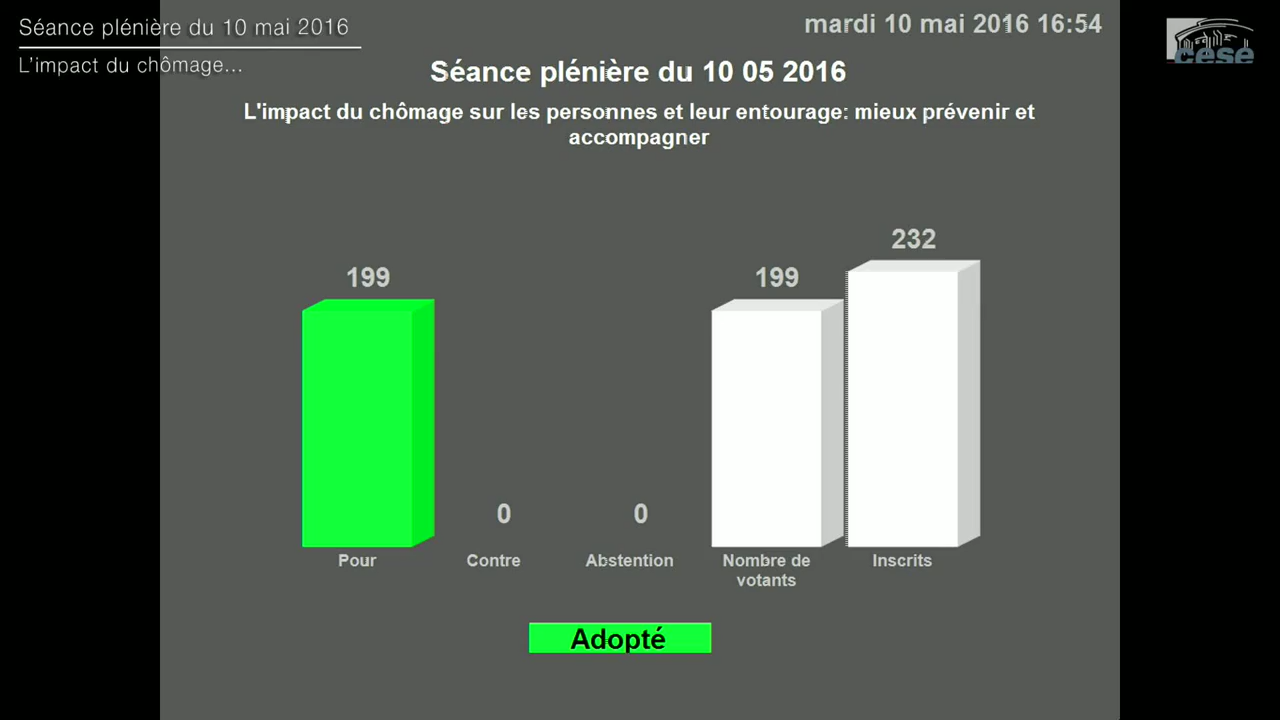 Séance plénière du 10 mai 2016
L'impact du chômage...
mardi 10 mai 2016 16:54
cese
Séance plénière du 10 05 2016
L'impact du chômage sur les personnes et leur entourage: mieux prévenir et
accompagner
199
0
0
199
232
Pour
Contre
Abstention
Nombre de
votants
Inscrits
Adopté